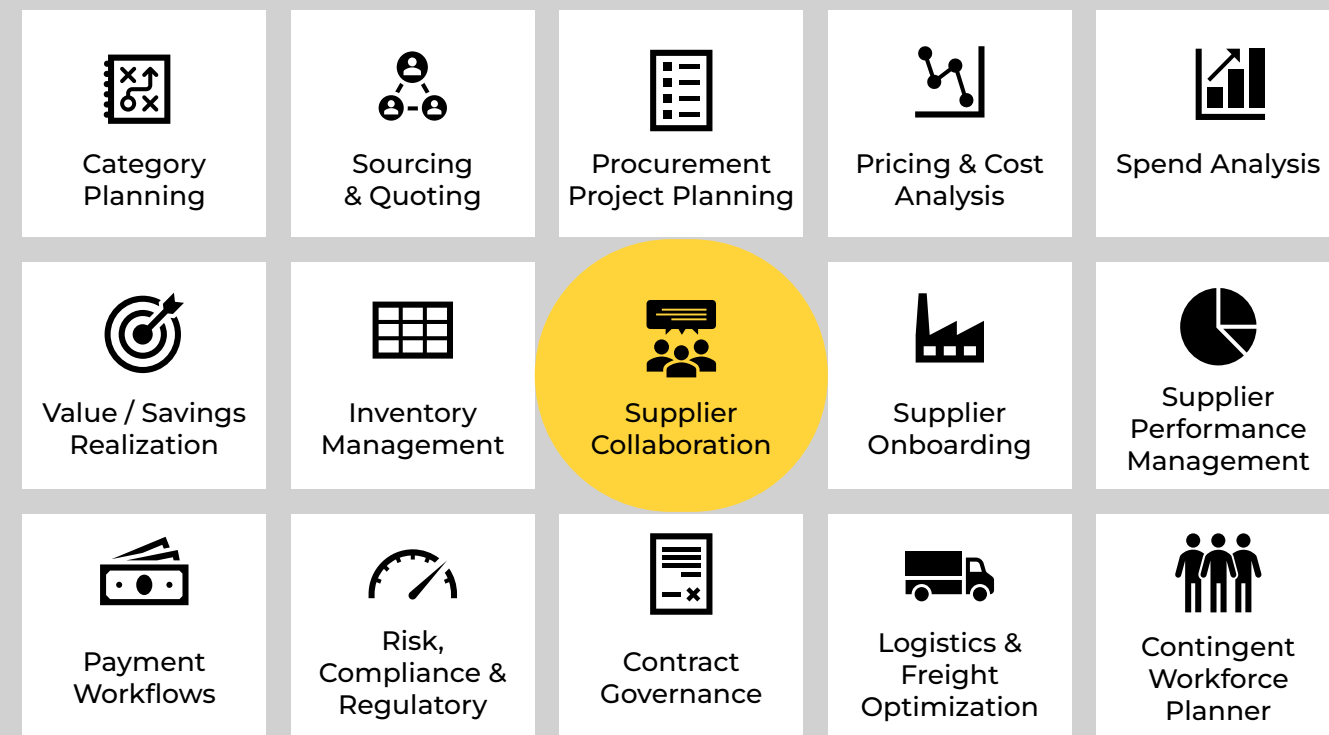 Category
Planning
Sourcing
& Quoting
Procurement
Project Planning
Pricing & Cost
Analysis
Spend Analysis
Value / Savings
Realization
Inventory
Management
Supplier
Collaboration
Supplier
Onboarding
Supplier
Performance
Management
Payment
Workflows
Risk,
Compliance &
Regulatory
Contract
Governance
Logistics &
Freight
Optimization
Contingent
Workforce
Planner